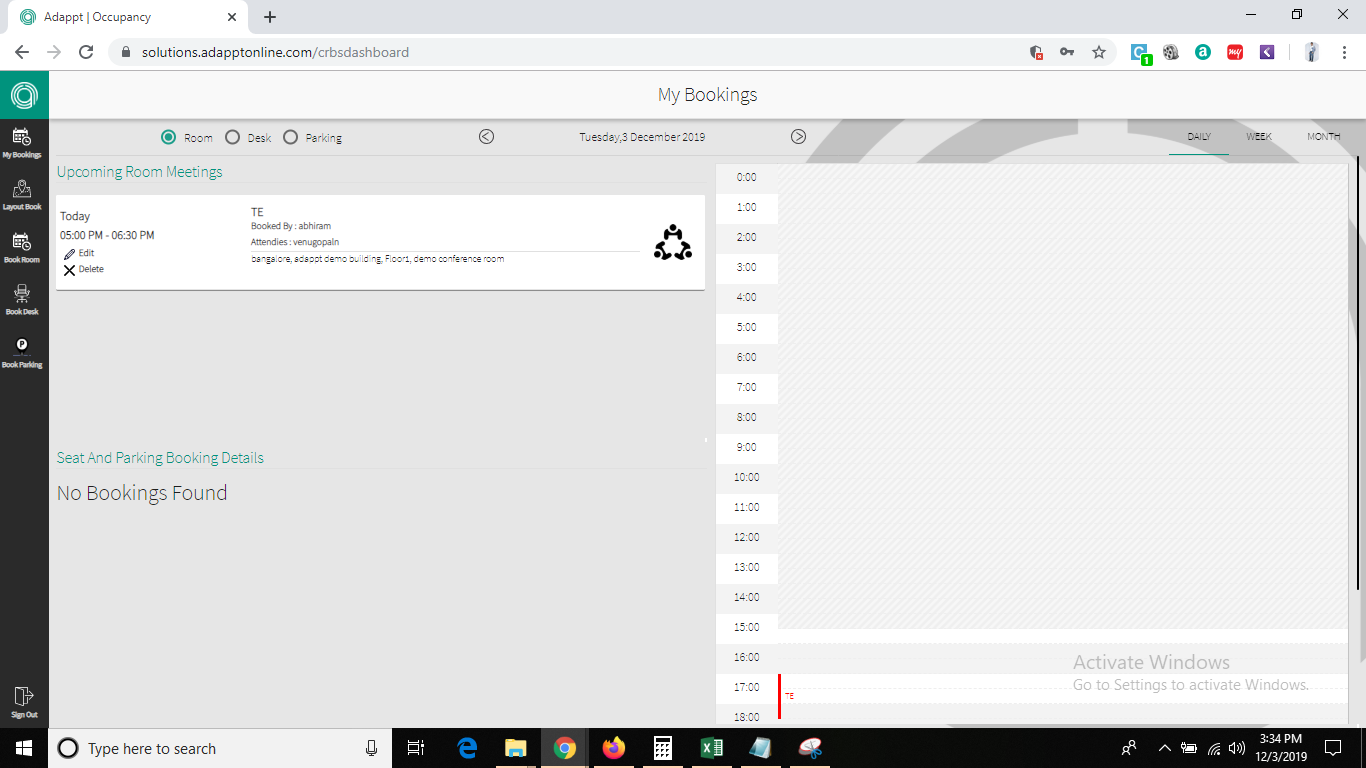 Adappt | Occupancy
solutions.adapptonline.com/crbsdashboard
1
my
My Bookings
My Bookings
Layout Book
Book Room
Book Desk
P
Book Parking
Sign Out
Room
Desk
Parking
Tuesday,3 December 2019
DAILY
WEEK
MONTH
Upcoming Room Meetings
Today
05:00 PM - 06:30 PM
Edit
Delete
TE
Booked By : abhiram
Attendies : venugopaln
bangalore, adappt demo building, Floor1, demo conference room
Seat And Parking Booking Details
No Bookings Found
0:00
1:00
2:00
3:00
4:00
5:00
6:00
7:00
8:00
9:00
10:00
11:00
12:00
13:00
14:00
15:00
16:00
17:00
TE
18:00
Activate Windows
Go to Settings to activate Windows.
Type here to search
3:34 PM
12/3/2019